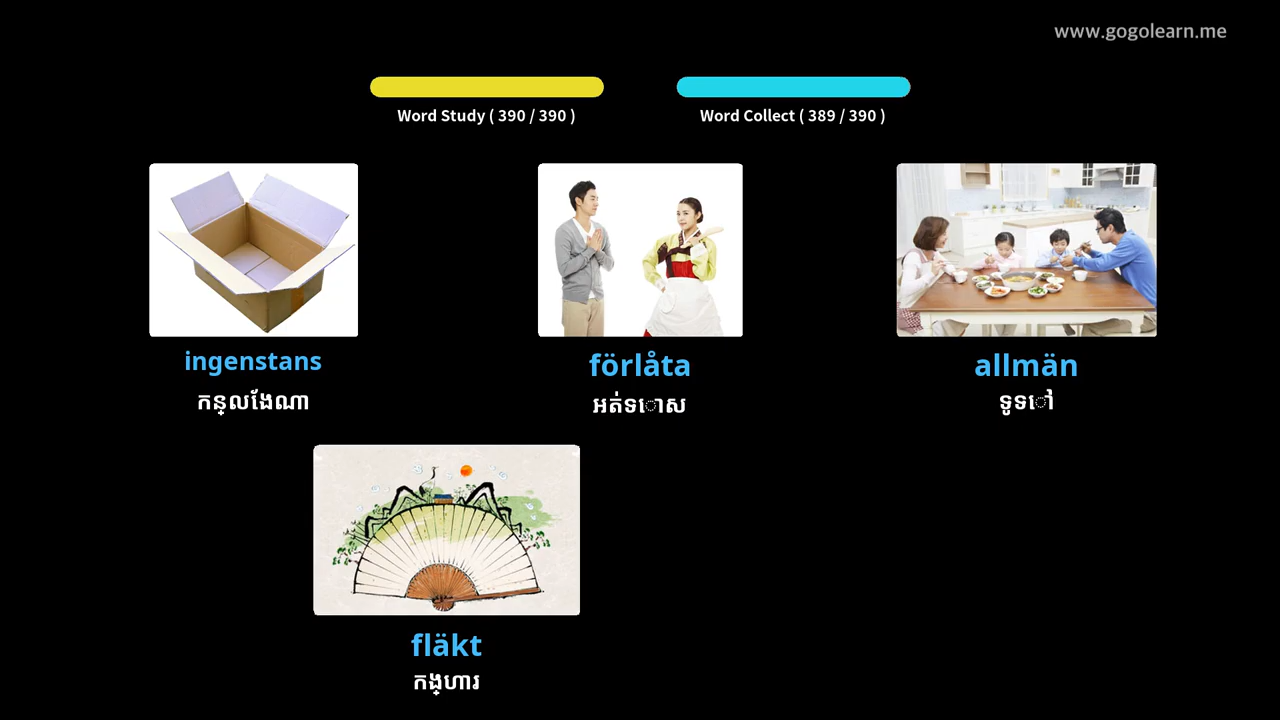 www.gogolearn.me
Word Study ( 390 / 390 )
Word Collect ( 389 / 390 )
ingenstans
កន្លងែណា
förlåta
អត់ទោស
allmän
ទូទៅ
fläkt
កង្ហារ